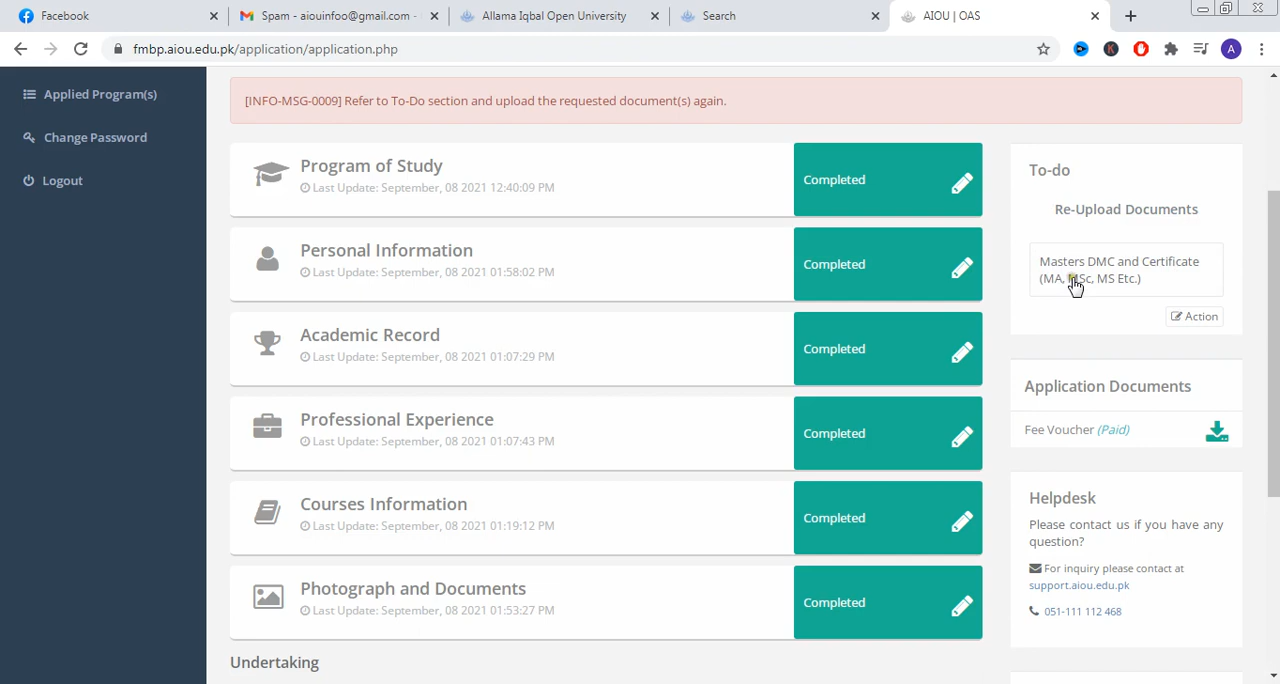 Facebook
Spam - aiouinfoo@gmail.com -
Allama Iqbal Open University
Search
AIOU | OAS
fmbp.aiou.edu.pk/application/application.php
A
Applied Program(s)
Change Password
Logout
[INFO-MSG-0009] Refer to To-Do section and upload the requested document(s) again.
Program of Study
Last Update: September, 08 2021 12:40:09 PM
Completed
Personal Information
Last Update: September, 08 2021 01:58:02 PM
Completed
Academic Record
Last Update: September, 08 2021 01:07:29 PM
Completed
Professional Experience
Last Update: September, 08 2021 01:07:43 PM
Completed
Courses Information
Last Update: September, 08 2021 01:19:12 PM
Completed
Photograph and Documents
Last Update: September, 08 2021 01:53:27 PM
Completed
Undertaking
To-do
Re-Upload Documents
Masters DMC and Certificate
(MA, MSc, MS Etc.)
Action
Application Documents
Fee Voucher (Paid)
Helpdesk
Please contact us if you have any
question?
For inquiry please contact at
support.aiou.edu.pk
051-111 112 468